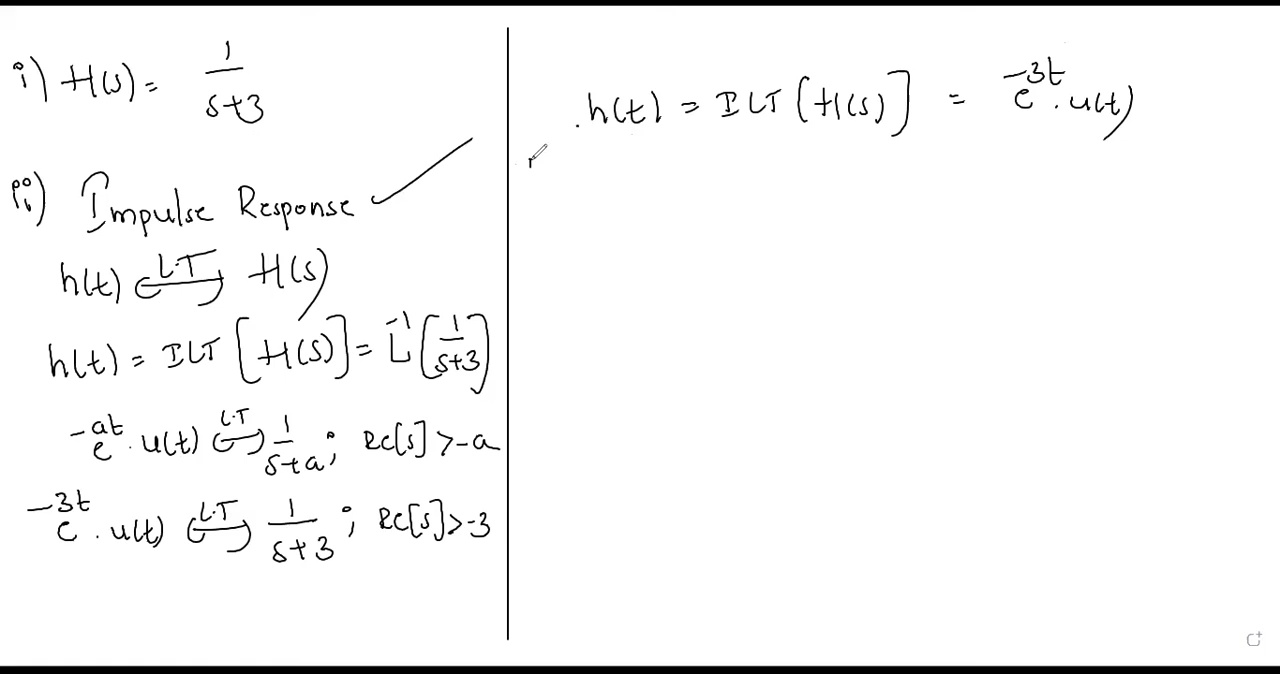 i) H(s) = 1/(s+3)
ii) Impulse Response
h(t) L.T H(s)
h(t) = ILT [H(s)] = L⁻¹ [1/(s+3)]
e^(-at) . u(t) L.T 1/(s+a) ; Re[s] > -a
e^(-3t) . u(t) L.T 1/(s+3) ; Re[s] > -3
h(t) = ILT [H(s)] = e^(-3t) . u(t)